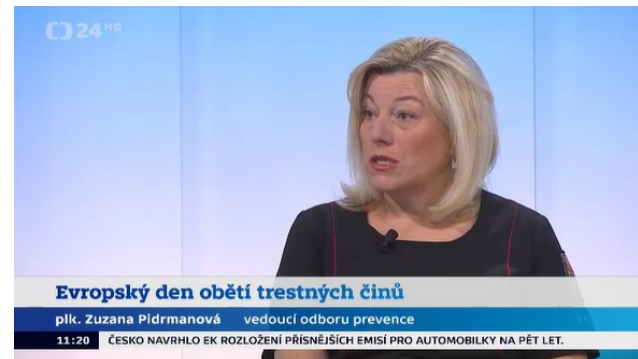 24 HD
Evropský den obětí trestných činů
plk. Zuzana Pidrmanová vedoucí odboru prevence
11:20 ČESKO NAVRHLO EK ROZLOŽENÍ PŘÍSNĚJŠÍCH EMISÍ PRO AUTOMOBILKY NA PĚT LET.